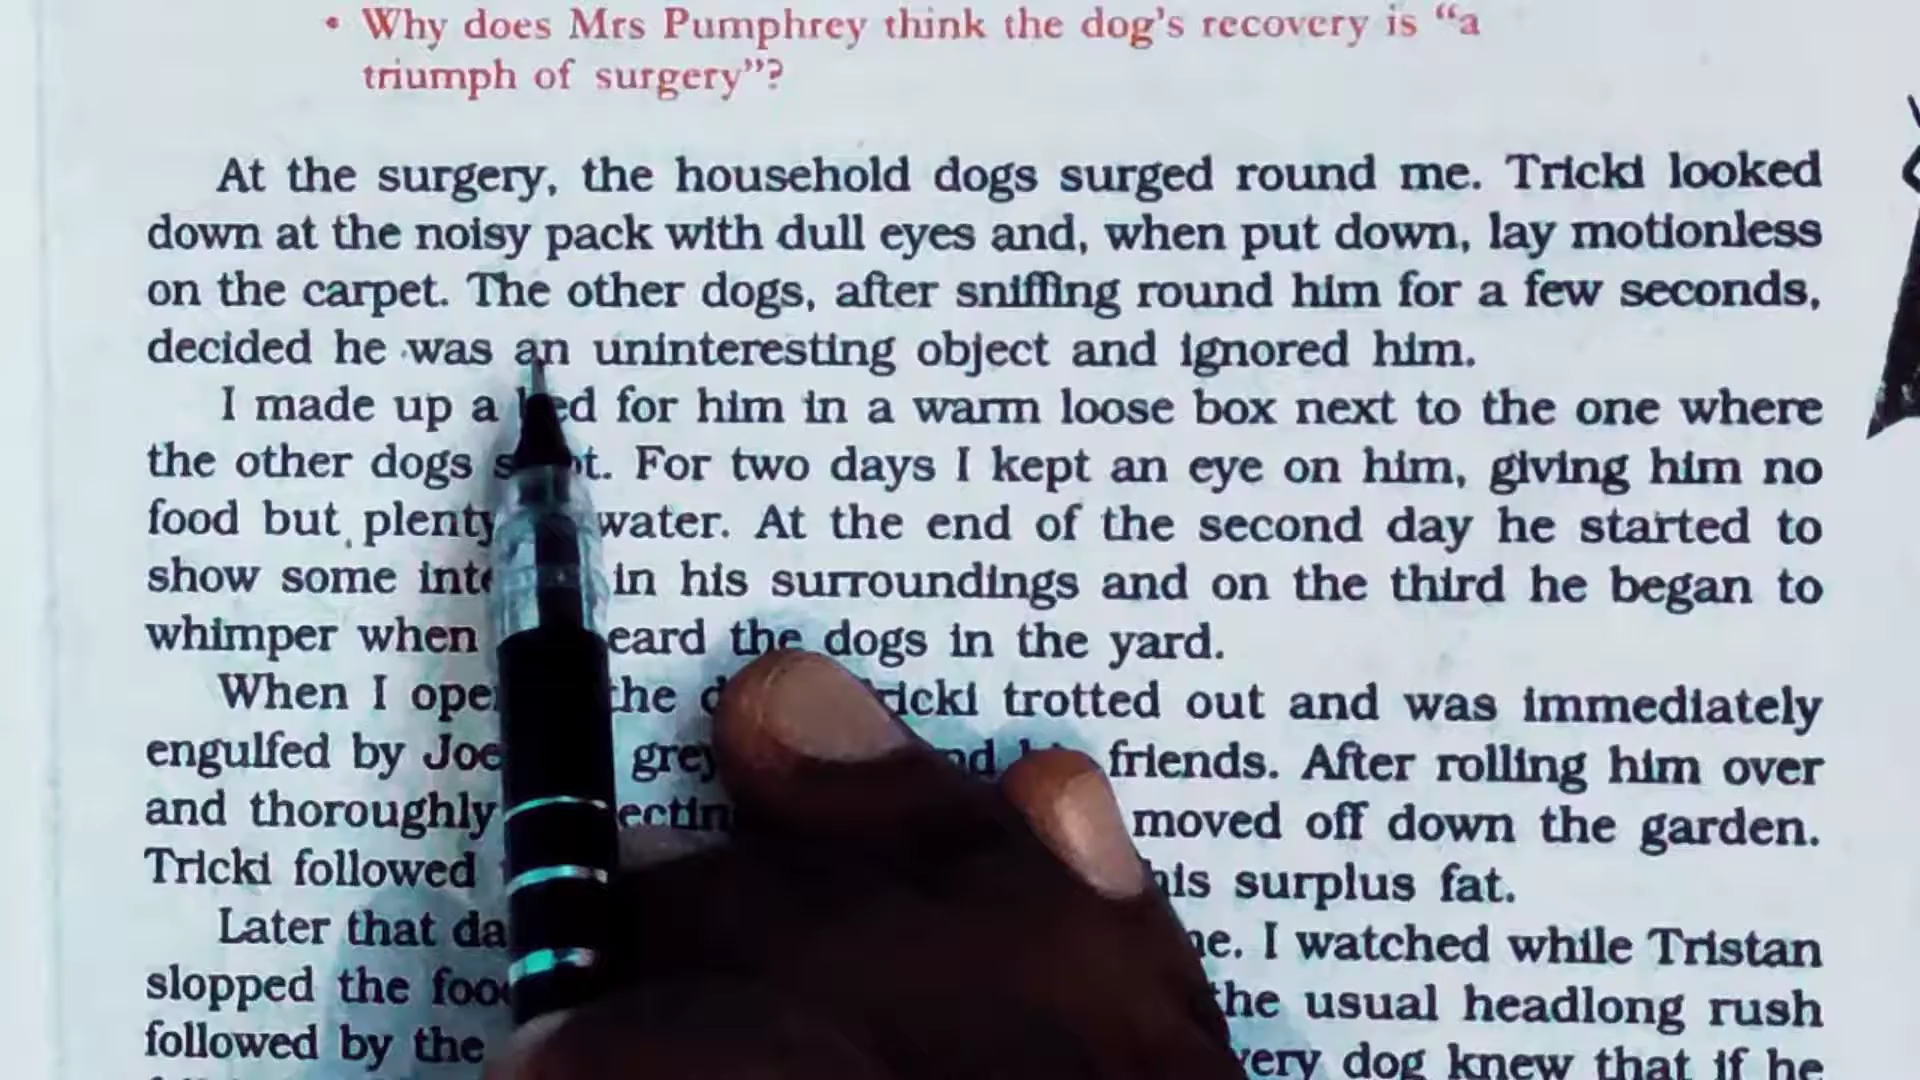 • Why does Mrs Pumphrey think the dog's recovery is “a
triumph of surgery”?
At the surgery, the household dogs surged round me. Tricki looked
down at the noisy pack with dull eyes and, when put down, lay motionless
on the carpet. The other dogs, after sniffing round him for a few seconds,
decided he was an uninteresting object and ignored him.
I made up a bed for him in a warm loose box next to the one where
the other dogs For two days I kept an eye on him, giving him no
food but plenty water. At the end of the second day he started to
show some in his surroundings and on the third he began to
whimper when the dogs in the yard.
When I the Tricki trotted out and was immediately
engulfed by Joe friends. After rolling him over
and thoroughly moved off down the garden.
Tricki followed his surplus fat.
Later that I watched while Tristan
slopped the the usual headlong rush
followed by the dog knew that if he